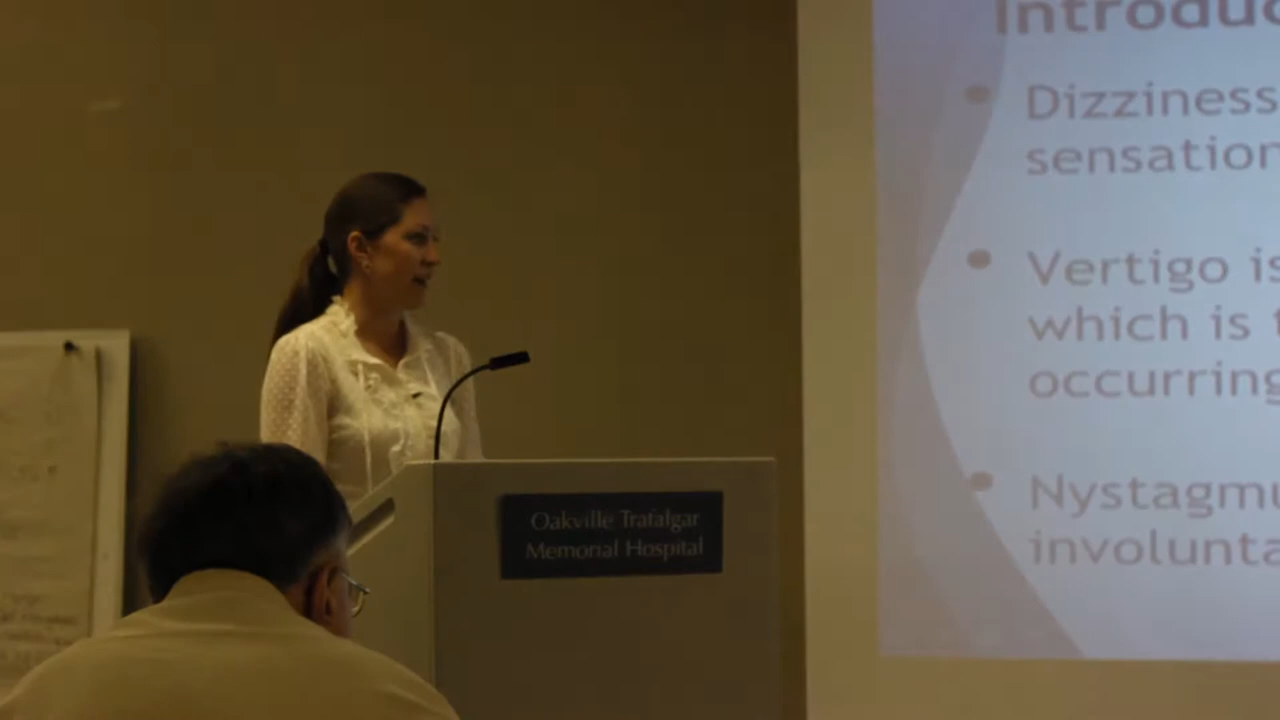 Introduc
Dizziness
sensation
Vertigo is
which is
occurring
Nystagmu
involunta
Oakville Trafalgar
Memorial Hospital